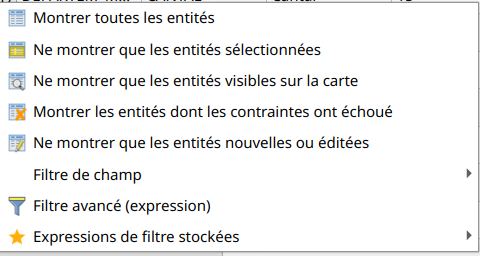 Montrer toutes les entités
Ne montrer que les entités sélectionnées
Ne montrer que les entités visibles sur la carte
Montrer les entités dont les contraintes ont échoué
Ne montrer que les entités nouvelles ou éditées
Filtre de champ
Filtre avancé (expression)
Expressions de filtre stockées